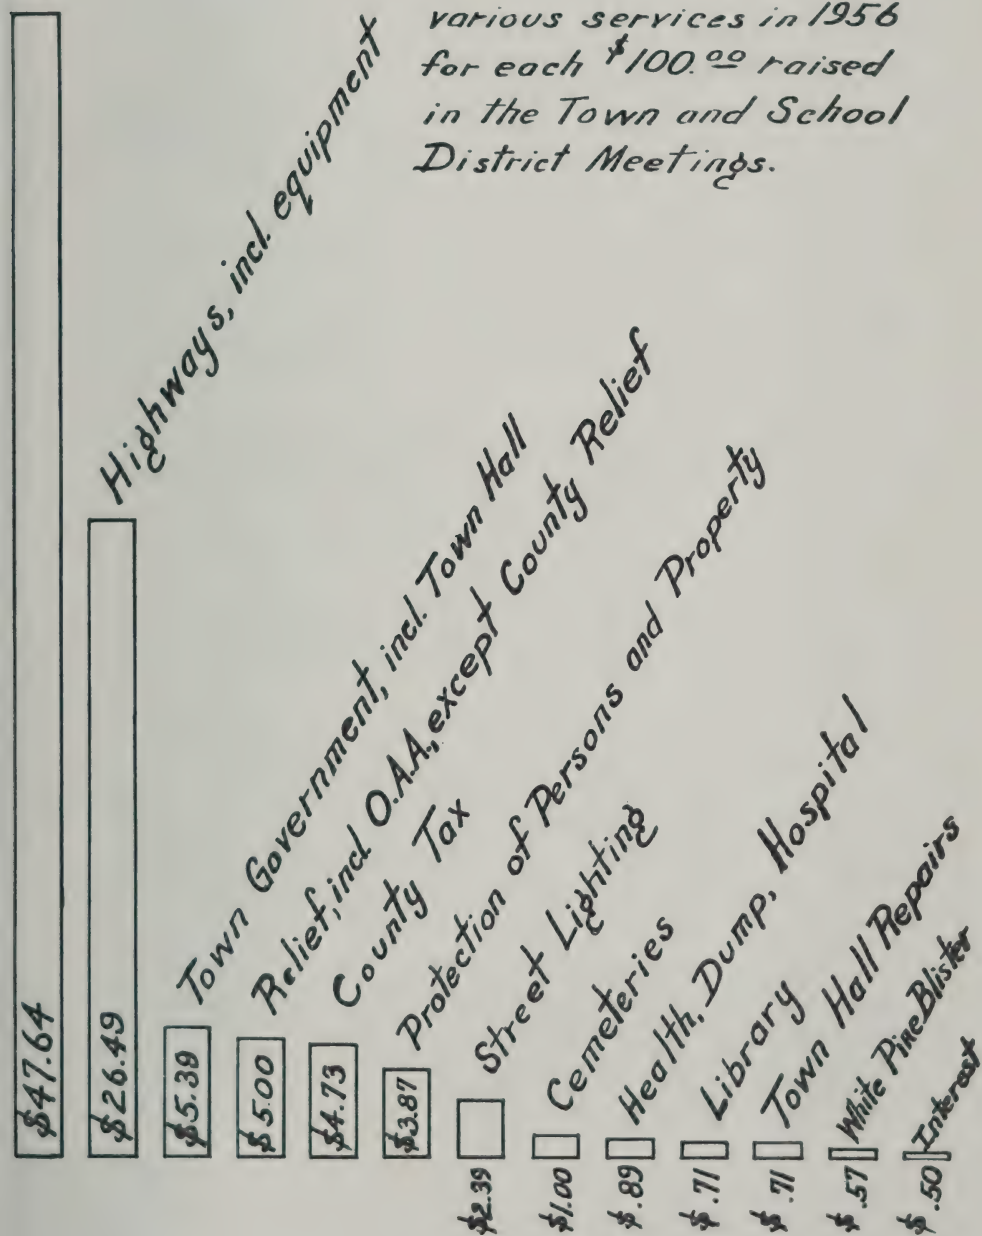 various services in 1956
for each $100.00 raised
in the Town and School
District Meetings.
$47.64
Highways, incl. equipment
$26.49
Town Government, incl. Town Hall
$5.39
Relief, incl. O.A.A., except County Relief
$5.00
County Tax
$4.73
Protection of Persons and Property
$3.87
Street Lighting
$2.39
Cemeteries
$1.00
Health, Dump, Hospital
$.89
Library
$.71
Town Hall Repairs
$.71
White Pine Blister
$.57
Interest
$.50